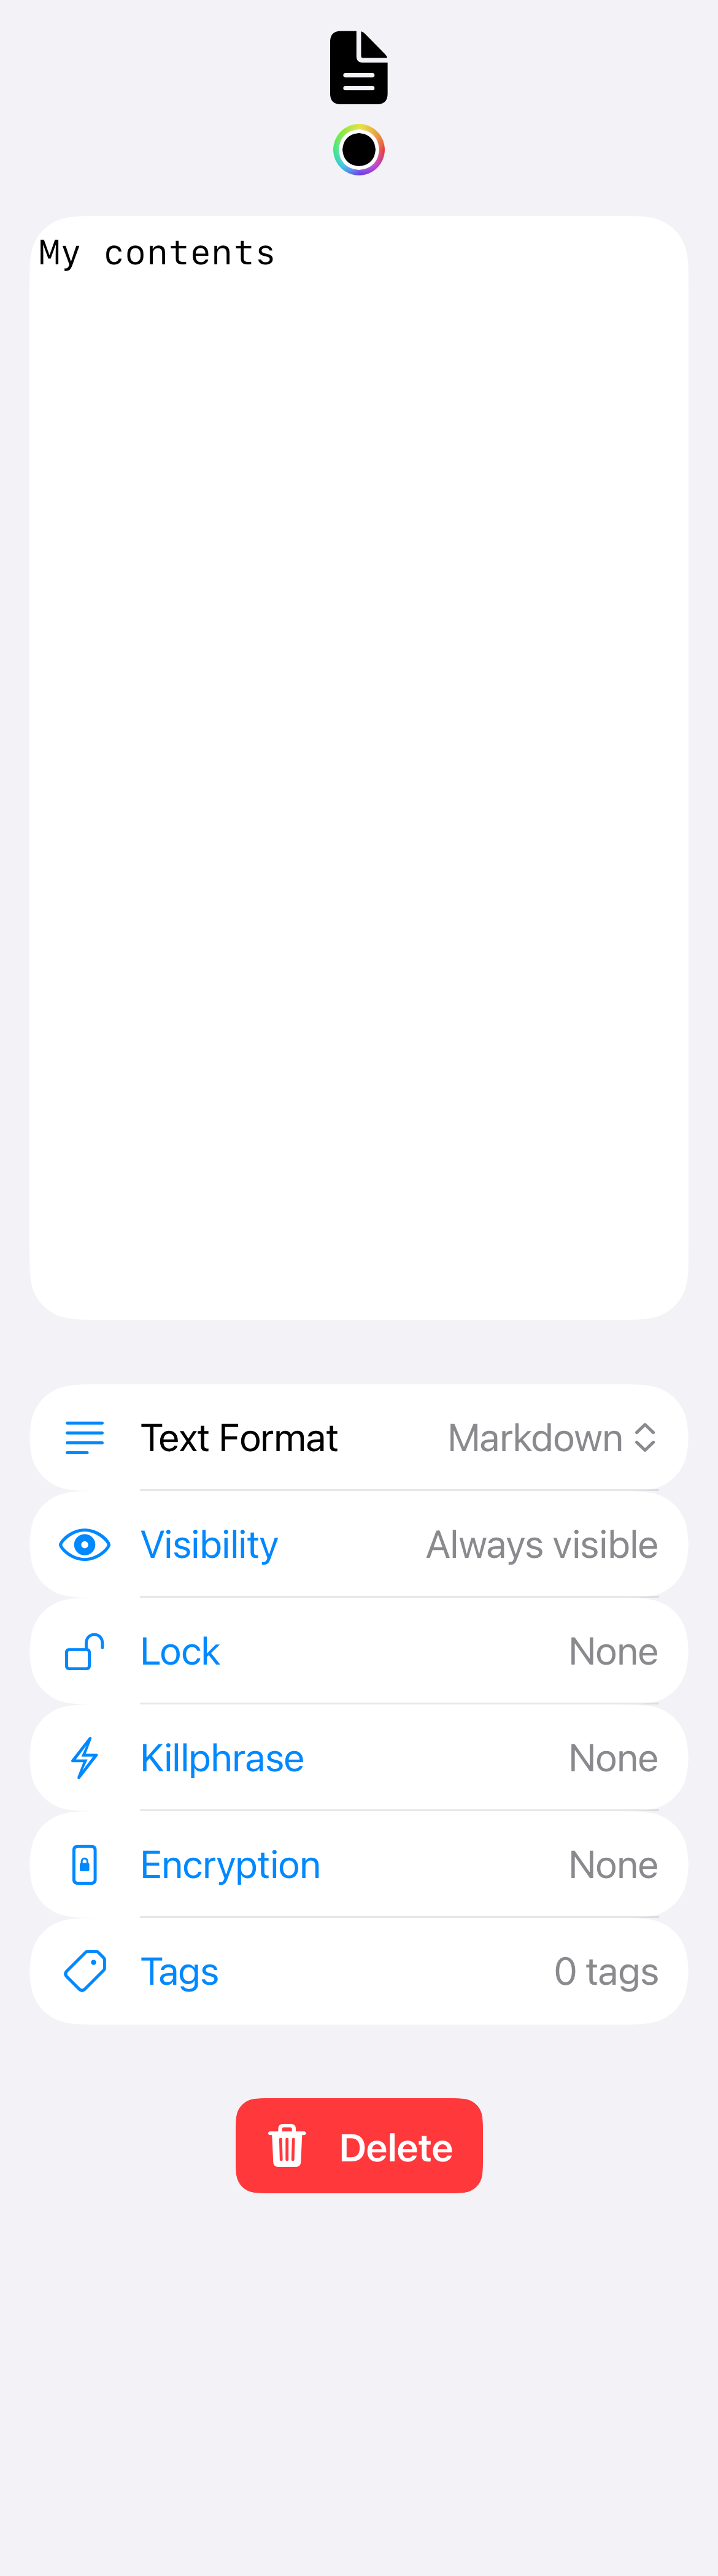 My contents
Text Format Markdown
Visibility Always visible
Lock None
Killphrase None
Encryption None
Tags 0 tags
Delete